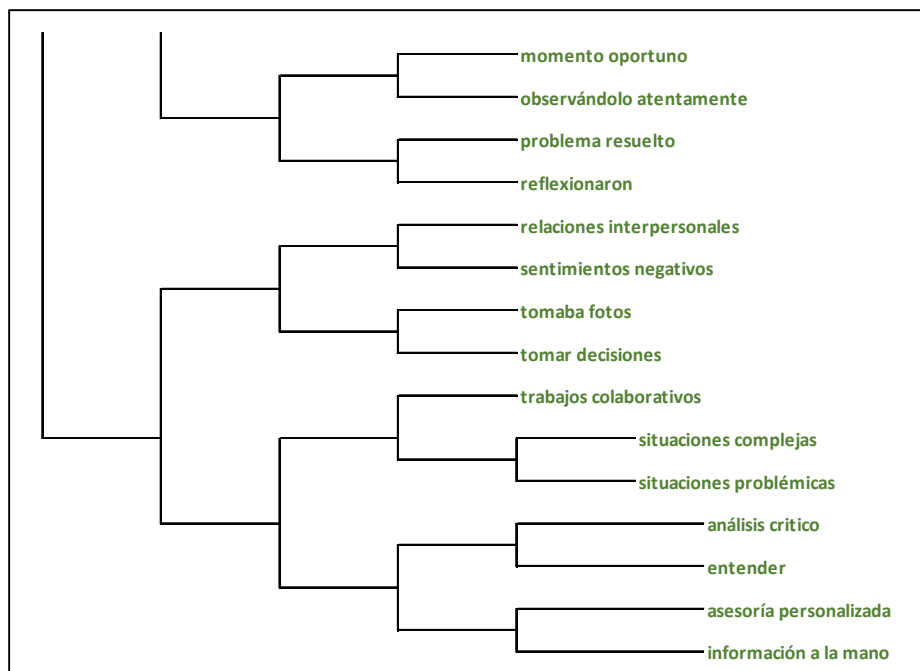 momento oportuno
observándolo atentamente
problema resuelto
reflexionaron
relaciones interpersonales
sentimientos negativos
tomaba fotos
tomar decisiones
trabajos colaborativos
situaciones complejas
situaciones problémicas
análisis critico
entender
asesoría personalizada
información a la mano